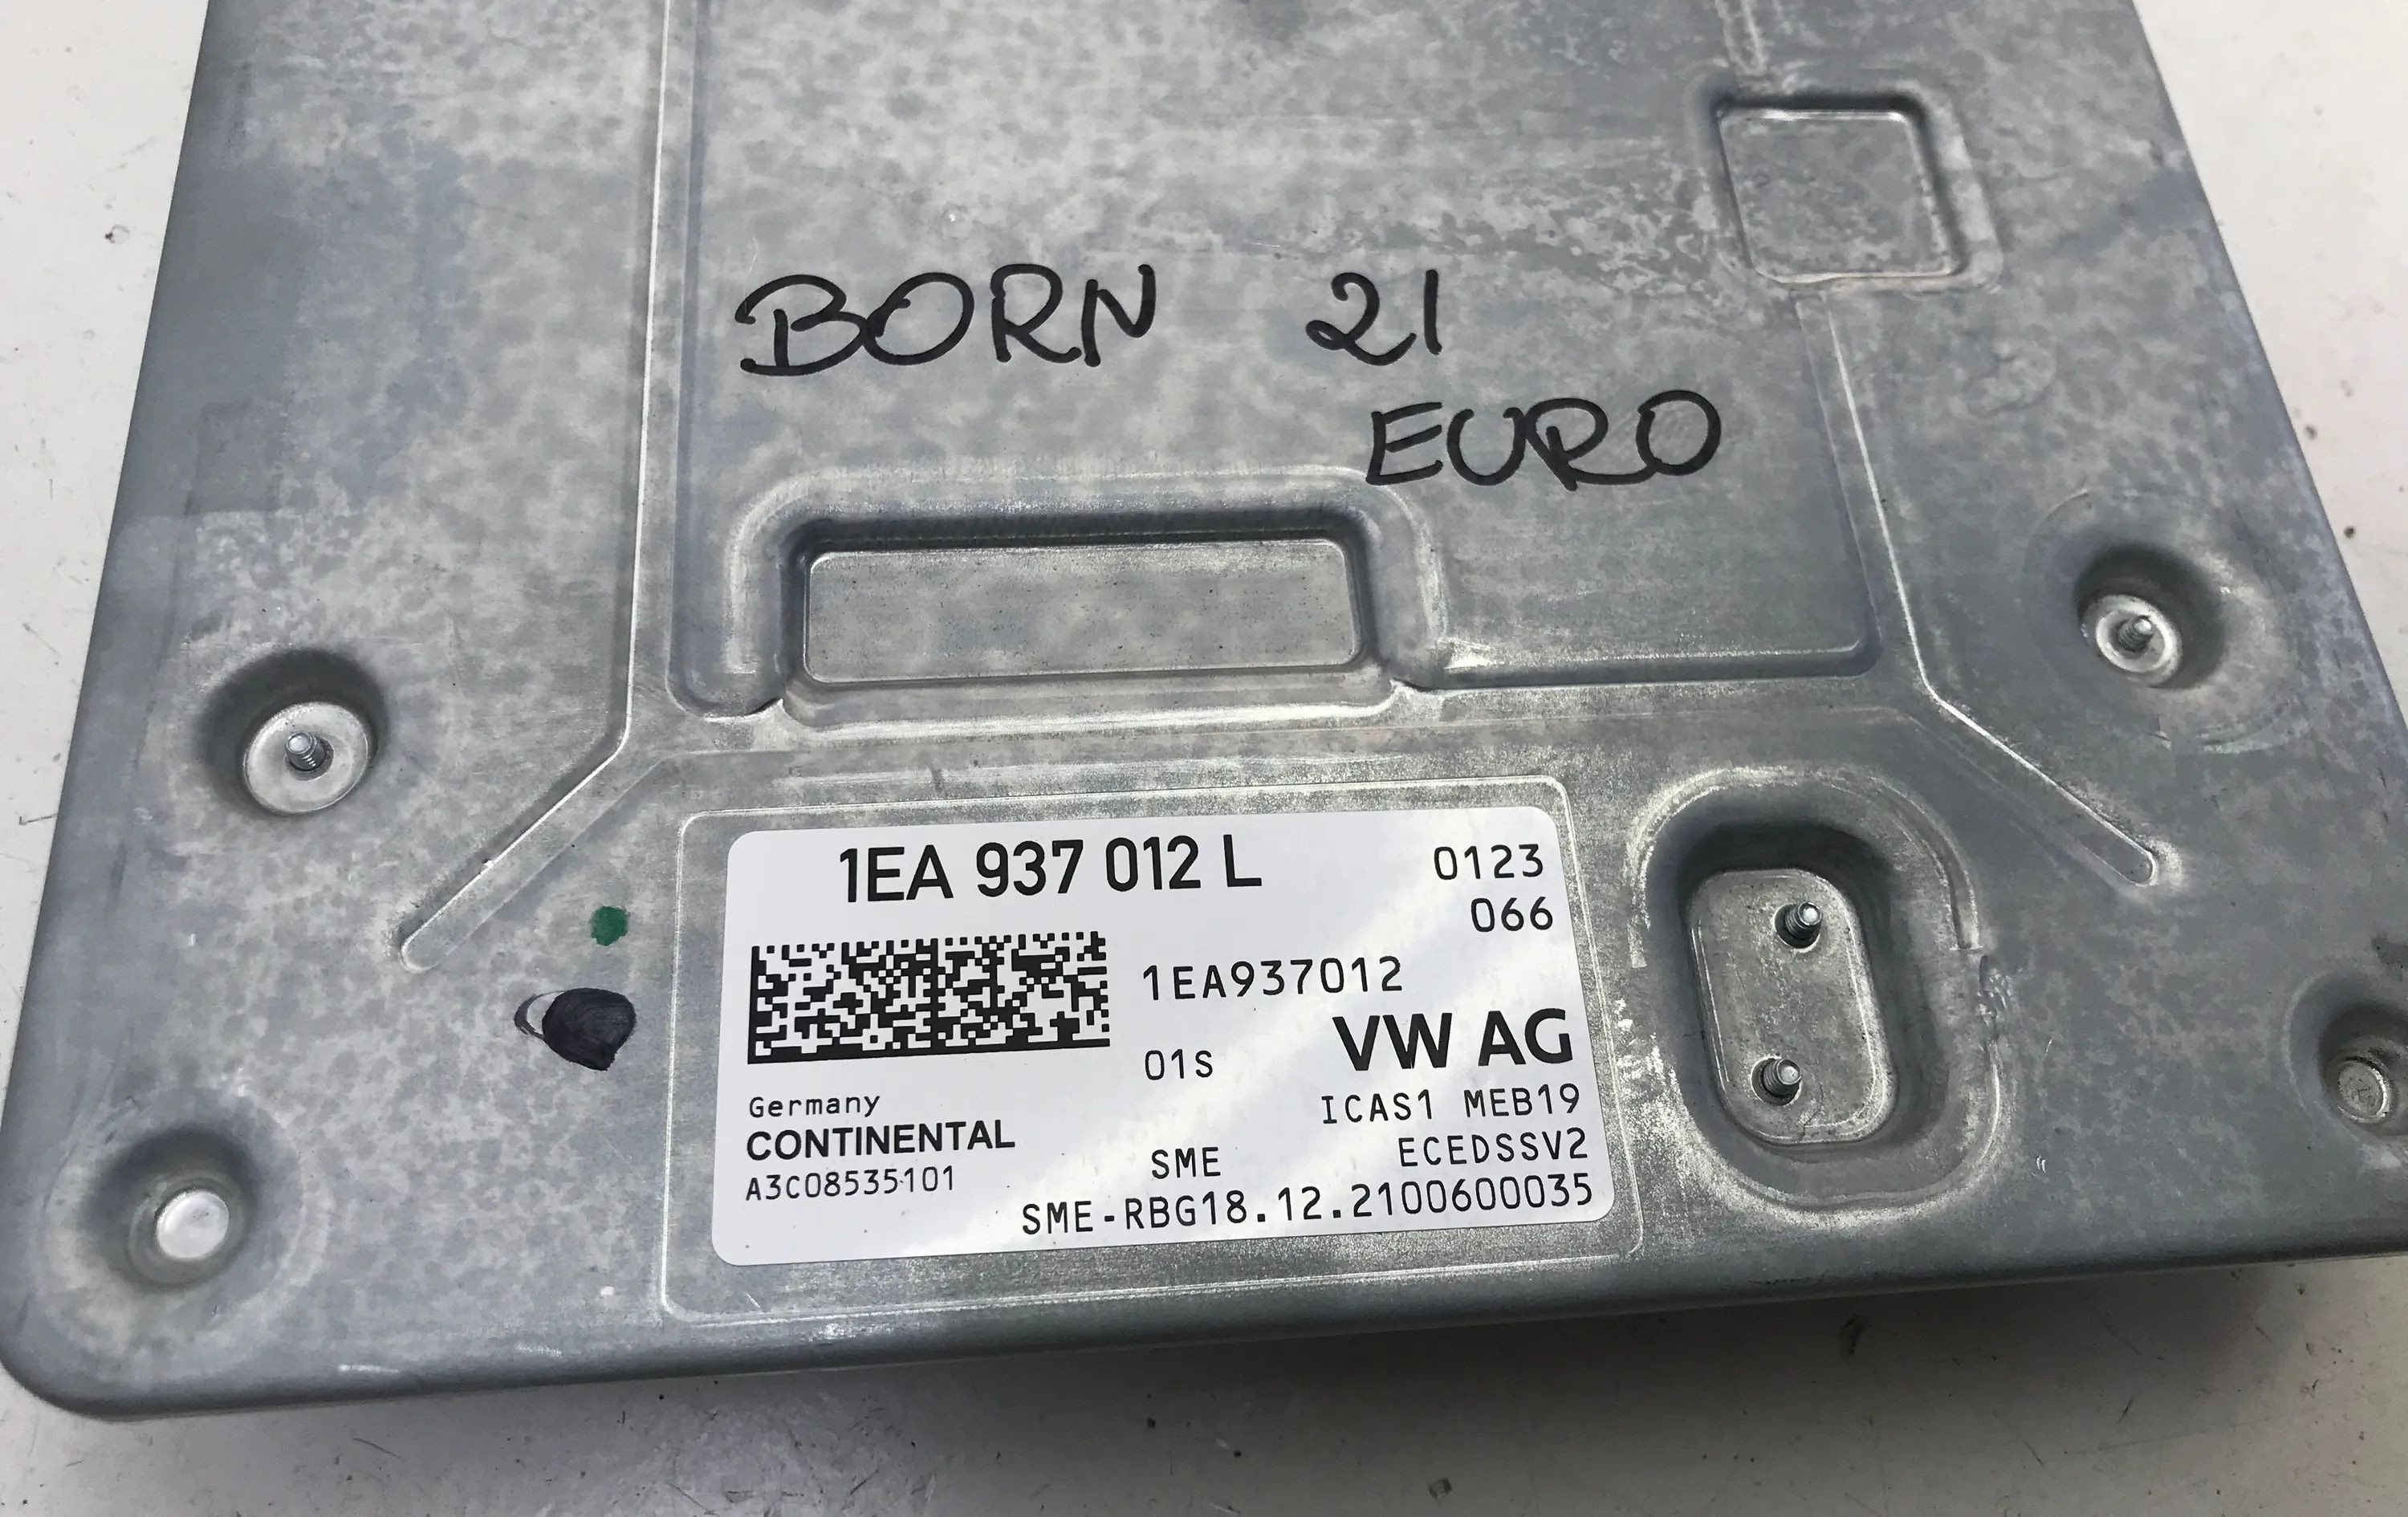 BORN 21
EURO
1EA 937 012 L
0123
066
1EA937012
01S
VW AG
ICAS1 MEB19
Germany
CONTINENTAL
SME
ECEDSSV2
A3C08535101
SME-RBG18.12.2100600035